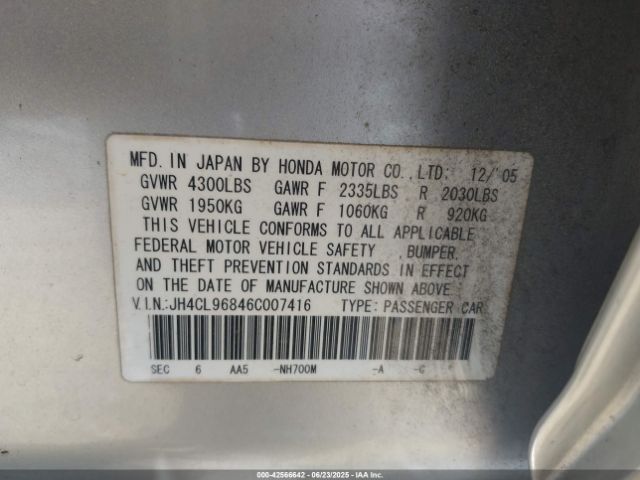 MFD. IN JAPAN BY HONDA MOTOR CO., LTD: 12/'05
GVWR 4300LBS GAWR F 2335LBS R 2030LBS
GVWR 1950KG GAWR F 1060KG R 920KG
THIS VEHICLE CONFORMS TO ALL APPLICABLE
FEDERAL MOTOR VEHICLE SAFETY , BUMPER,
AND THEFT PREVENTION STANDARDS IN EFFECT
ON THE DATE OF MANUFACTURE SHOWN ABOVE.
V.I.N.:JH4CL96846C007416 TYPE: PASSENGER CAR
SEC 6 AA5 -NH700M -A -C
000-42566642 - 06/23/2025 - IAAI.COM